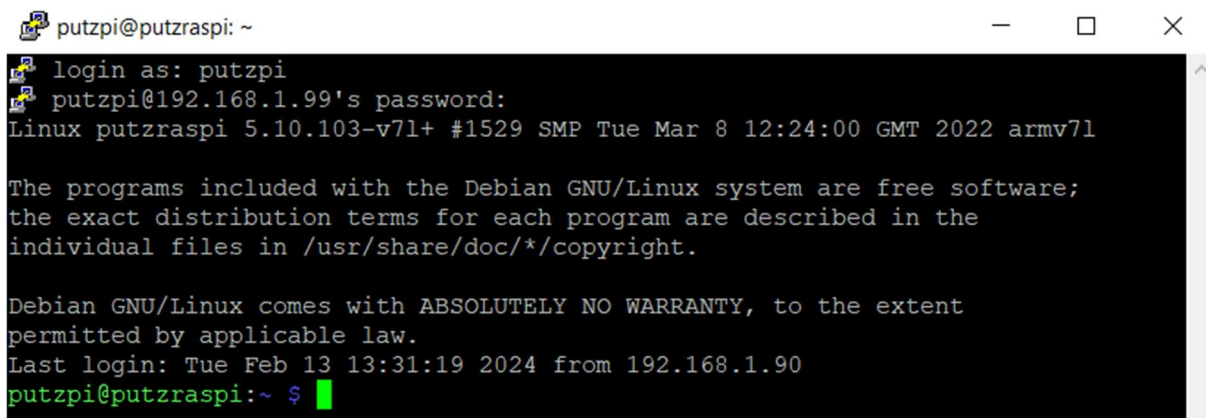 putzpi@putzraspi: ~
login as: putzpi
putzpi@192.168.1.99's password:
Linux putzraspi 5.10.103-v7l+ #1529 SMP Tue Mar 8 12:24:00 GMT 2022 armv7l
The programs included with the Debian GNU/Linux system are free software;
the exact distribution terms for each program are described in the
individual files in /usr/share/doc/*/copyright.
Debian GNU/Linux comes with ABSOLUTELY NO WARRANTY, to the extent
permitted by applicable law.
Last login: Tue Feb 13 13:31:19 2024 from 192.168.1.90
putzpi@putzraspi:~ $